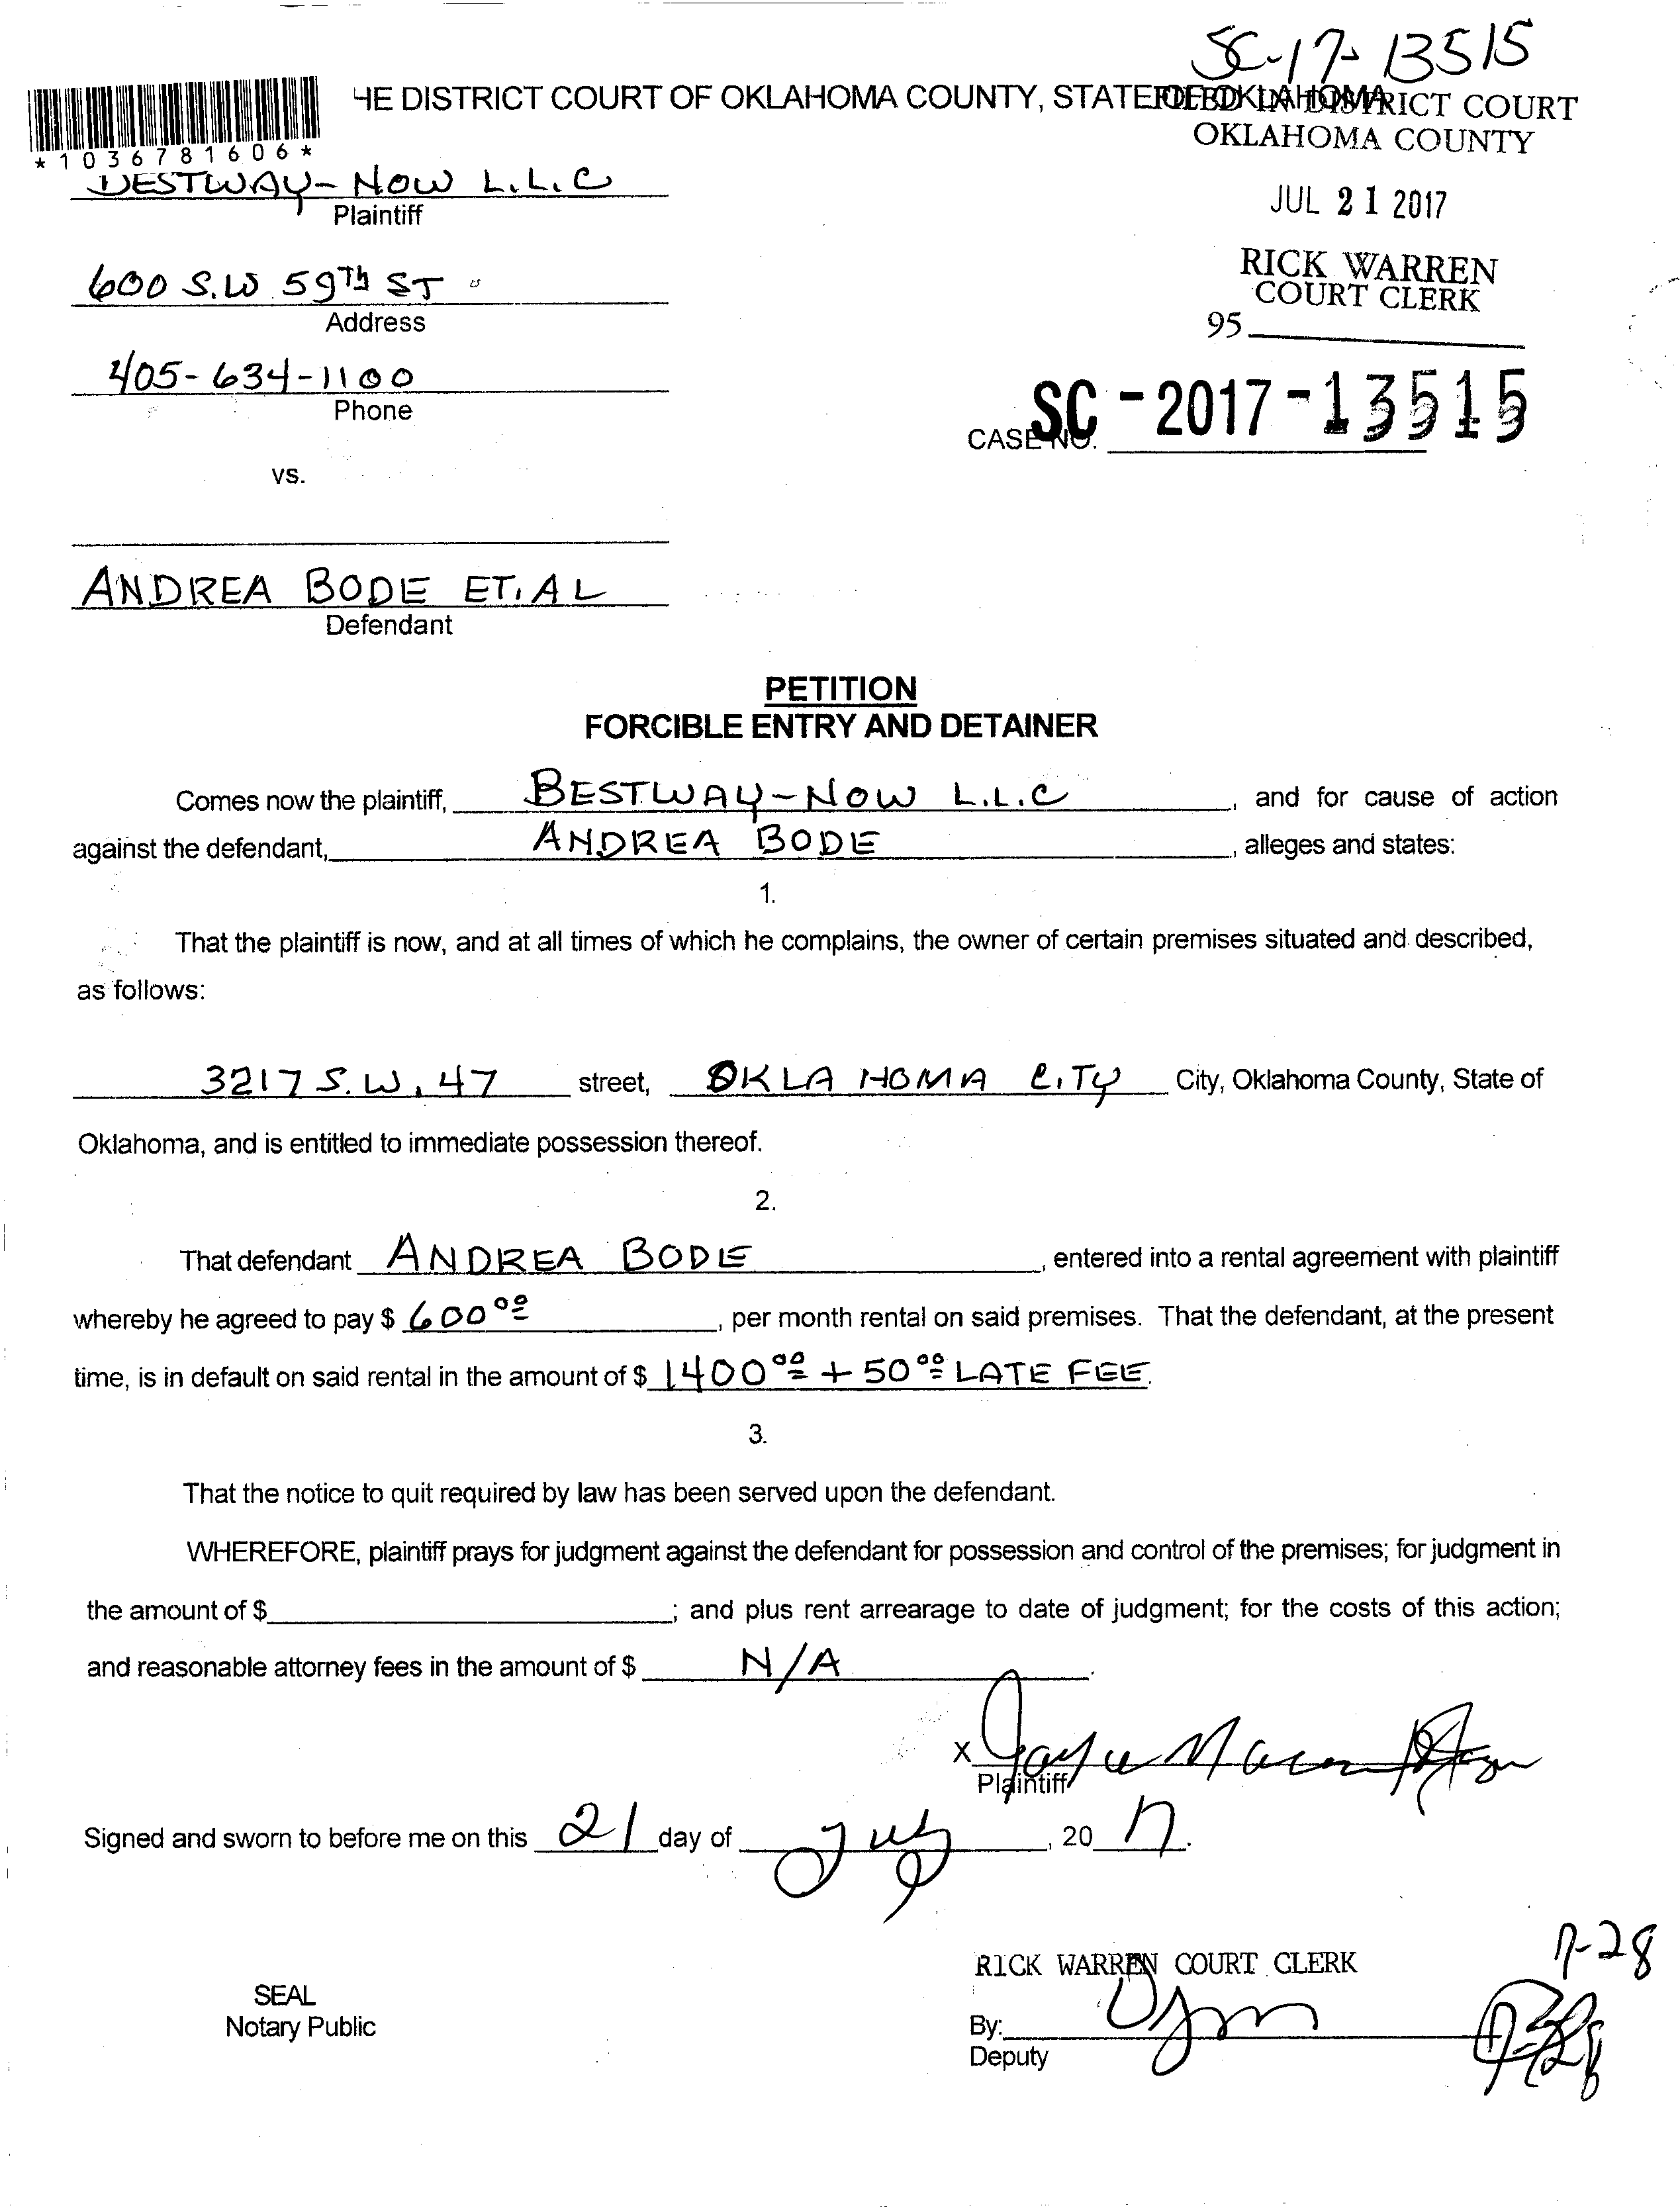 SC-17-13515
HE DISTRICT COURT OF OKLAHOMA COUNTY, STATE OF OKLAHOMA
FILED IN DISTRICT COURT
OKLAHOMA COUNTY
*1036781606*
BESTWAY-NOW L.L.C
Plaintiff
JUL 21 2017
RICK WARREN
COURT CLERK
600 S.W 59Th ST
Address
95
405-634-1100
Phone
CASE NO. SC-2017-13515
vs.
ANDREA BODE ET.AL
Defendant
PETITION
FORCIBLE ENTRY AND DETAINER
Comes now the plaintiff, BESTWAY-NOW L.L.C, and for cause of action
against the defendant, ANDREA BODE, alleges and states:
1.
That the plaintiff is now, and at all times of which he complains, the owner of certain premises situated and described,
as follows:
3217 S.W. 47 street, OKLAHOMA CITY City, Oklahoma County, State of
Oklahoma, and is entitled to immediate possession thereof.
2.
That defendant ANDREA BODE, entered into a rental agreement with plaintiff
whereby he agreed to pay $ 600 00, per month rental on said premises. That the defendant, at the present
time, is in default on said rental in the amount of $ 1400 00 + 50 00 LATE FEE.
3.
That the notice to quit required by law has been served upon the defendant.
WHEREFORE, plaintiff prays for judgment against the defendant for possession and control of the premises; for judgment in
the amount of $; and plus rent arrearage to date of judgment; for the costs of this action;
and reasonable attorney fees in the amount of $ N/A.
X
Plaintiff
Signed and sworn to before me on this 21 day of July, 20 17.
7-28
RICK WARREN COURT CLERK
SEAL
Notary Public
By:
Deputy